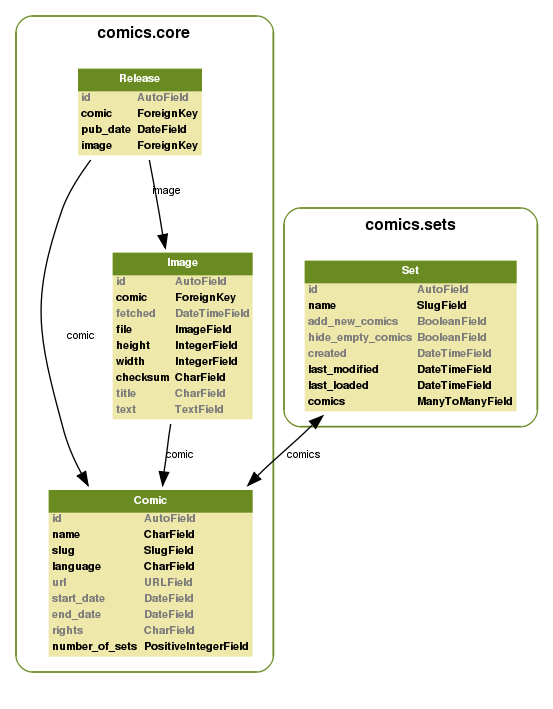 comics.core
Release
id AutoField
comic ForeignKey
pub_date DateField
image ForeignKey
image
comic
Image
id AutoField
comic ForeignKey
fetched DateTimeField
file ImageField
height IntegerField
width IntegerField
checksum CharField
title CharField
text TextField
comic
Comic
id AutoField
name CharField
slug SlugField
language CharField
url URLField
start_date DateField
end_date DateField
rights CharField
number_of_sets PositiveIntegerField
comics.sets
Set
id AutoField
name SlugField
add_new_comics BooleanField
hide_empty_comics BooleanField
created DateTimeField
last_modified DateTimeField
last_loaded DateTimeField
comics ManyToManyField
comics